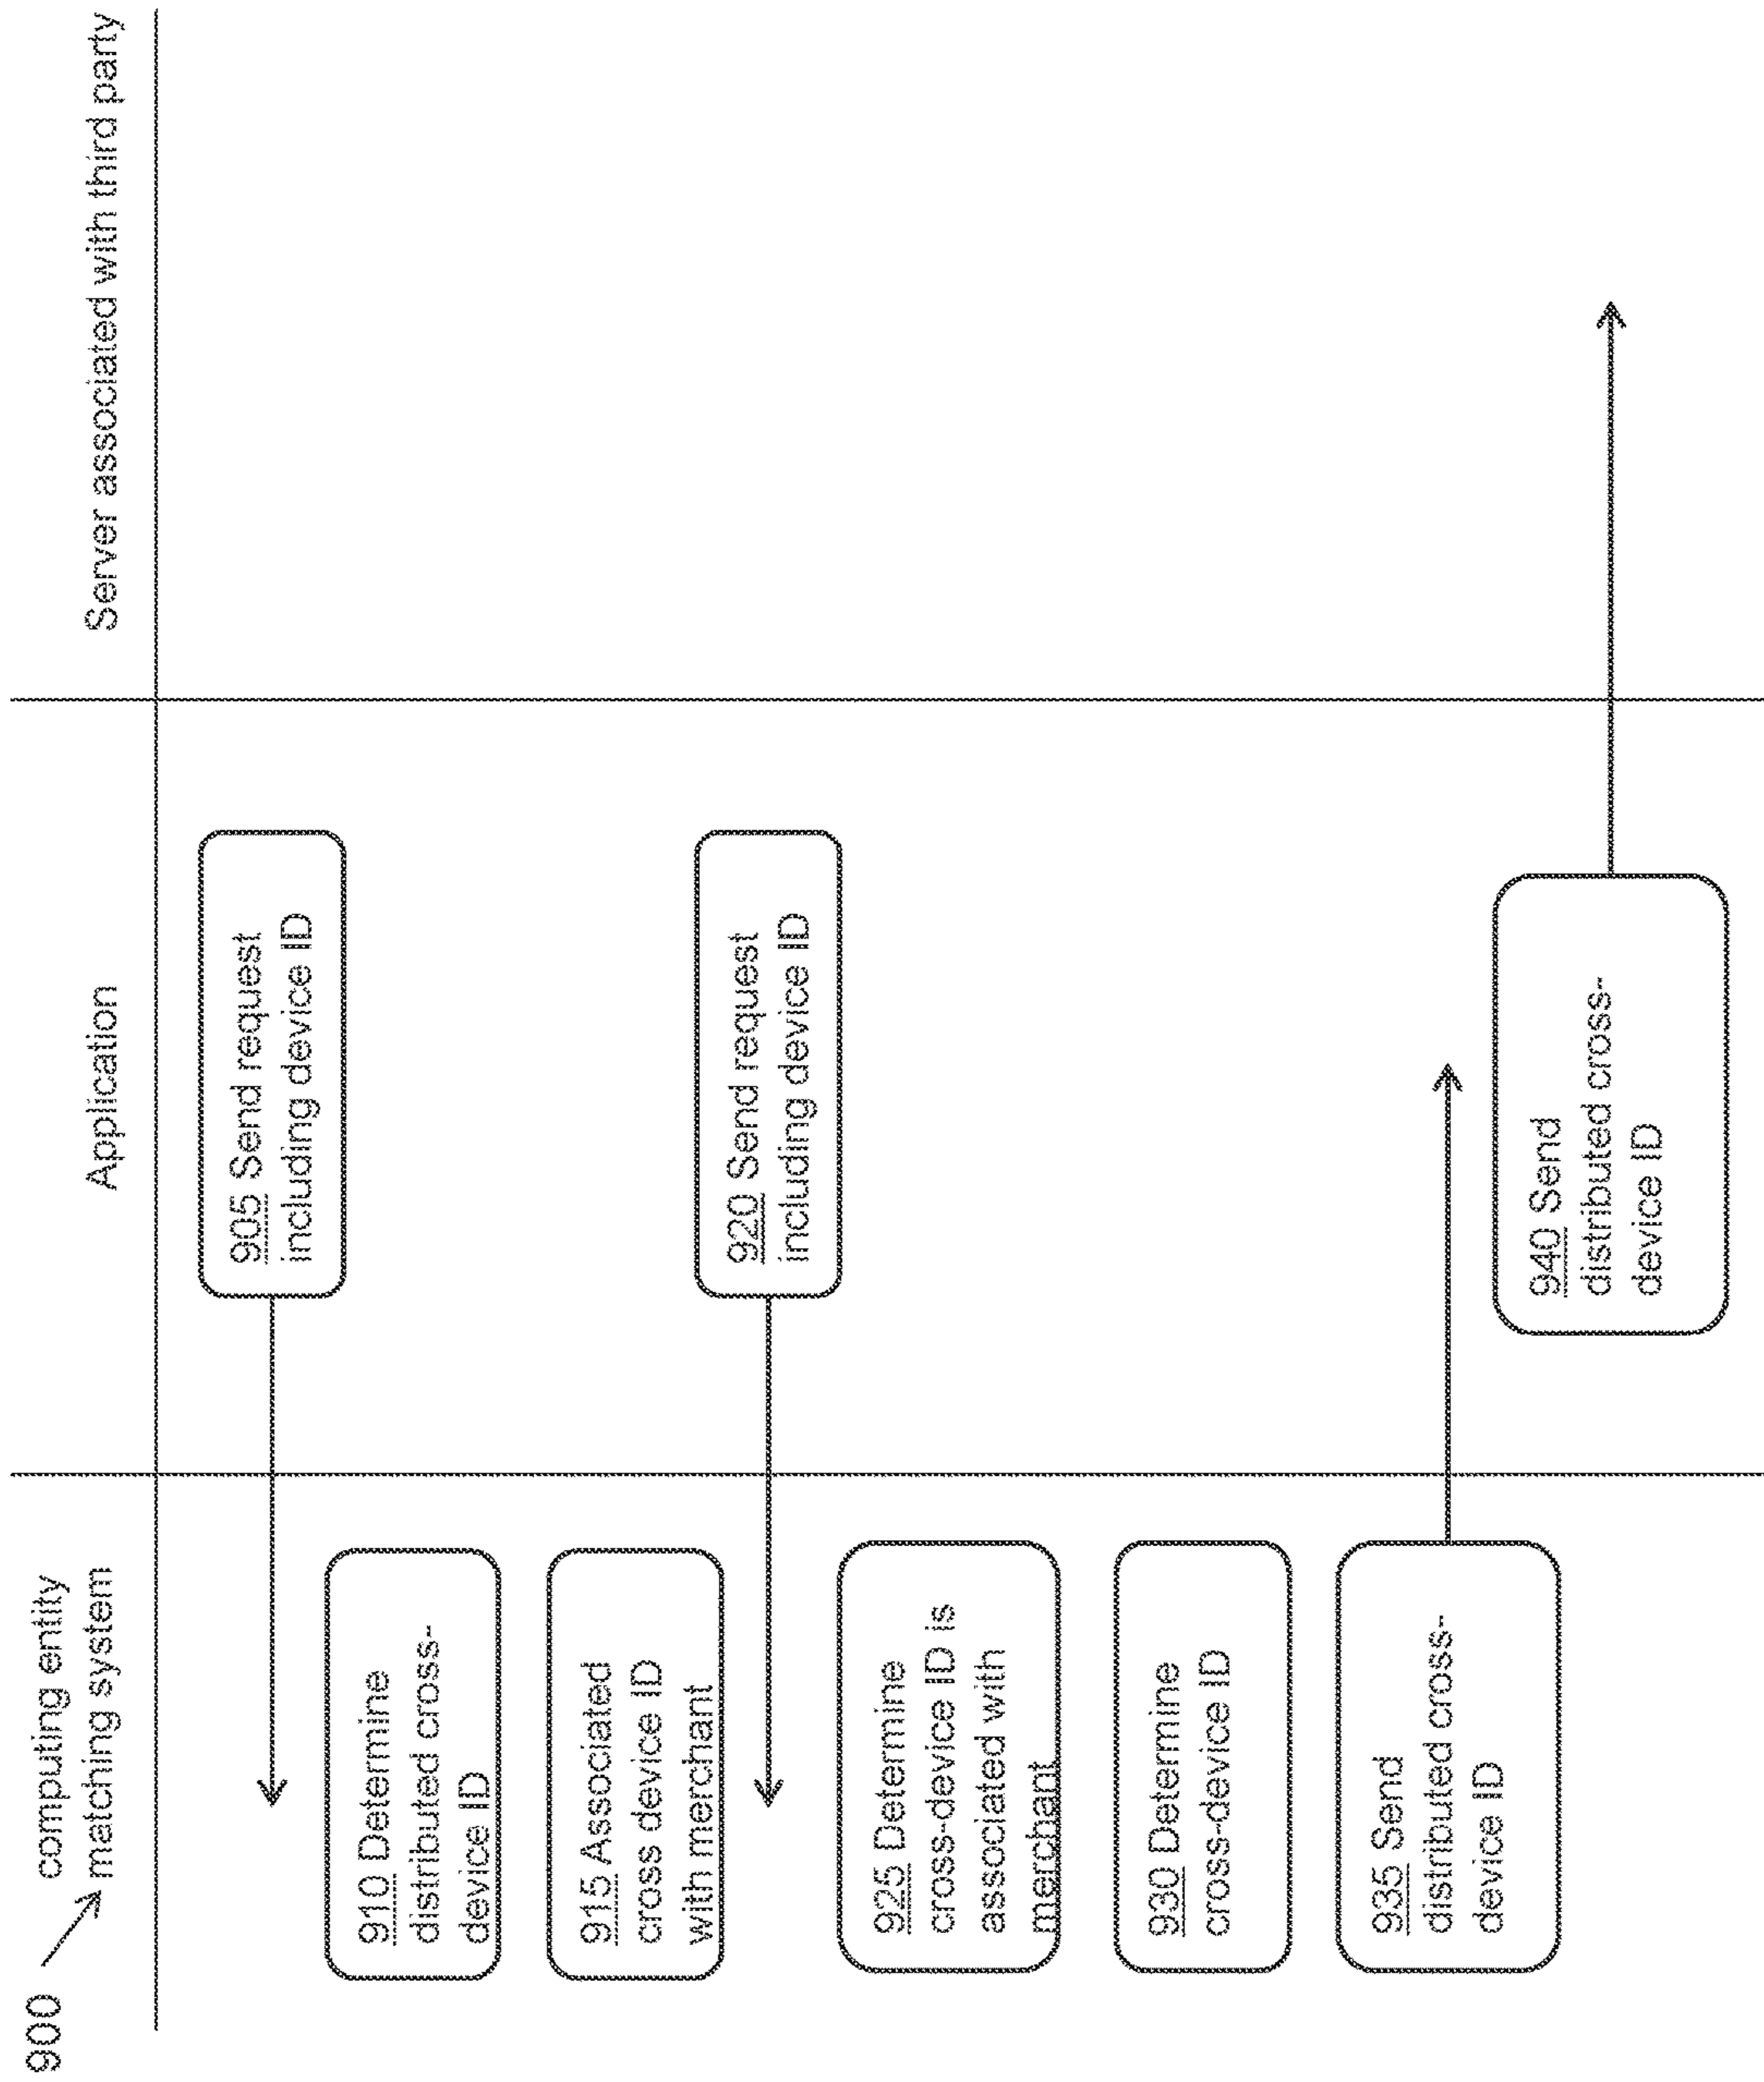 900
computing entity
matching system
Application
Server associated with third party
905 Send request
including device ID
910 Determine
distributed cross-
device ID
915 Associated
cross device ID
with merchant
920 Send request
including device ID
925 Determine
cross-device ID is
associated with
merchant
930 Determine
cross-device ID
935 Send
distributed cross-
device ID
940 Send
distributed cross-
device ID